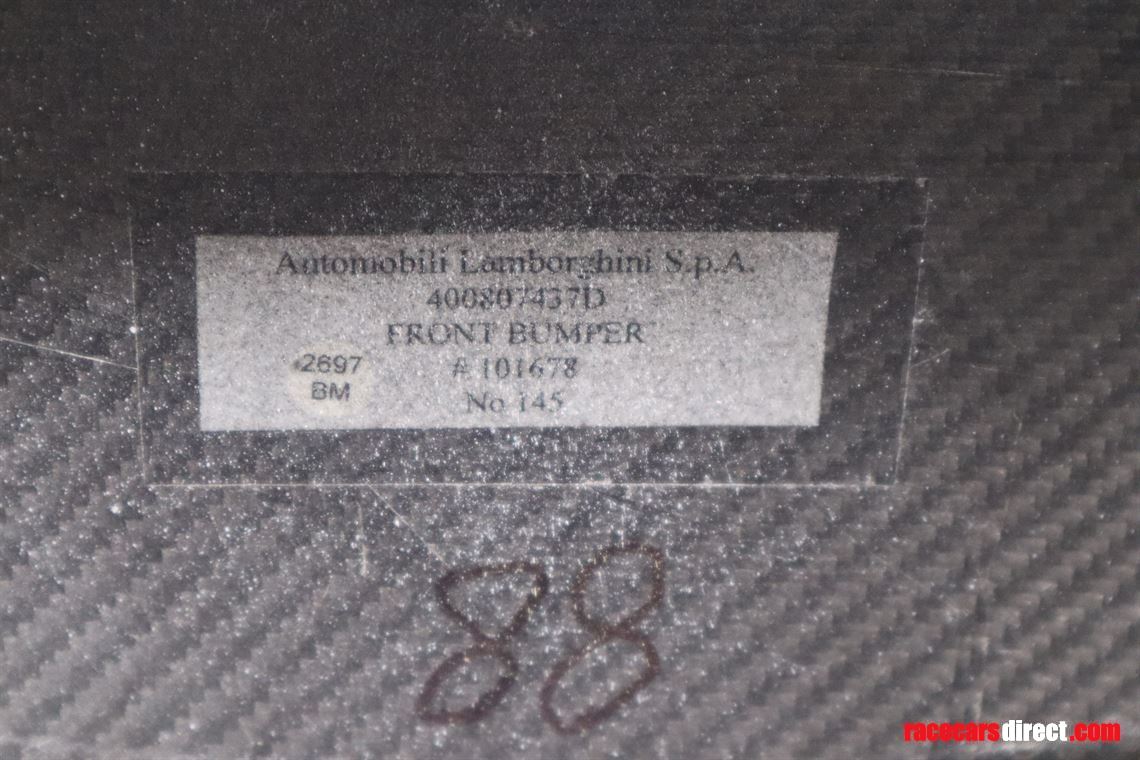 Automobili Lamborghini S.p.A.
400807437D
FRONT BUMPER
# 101678
No 145
2697
BM
88
racecarsdirect.com